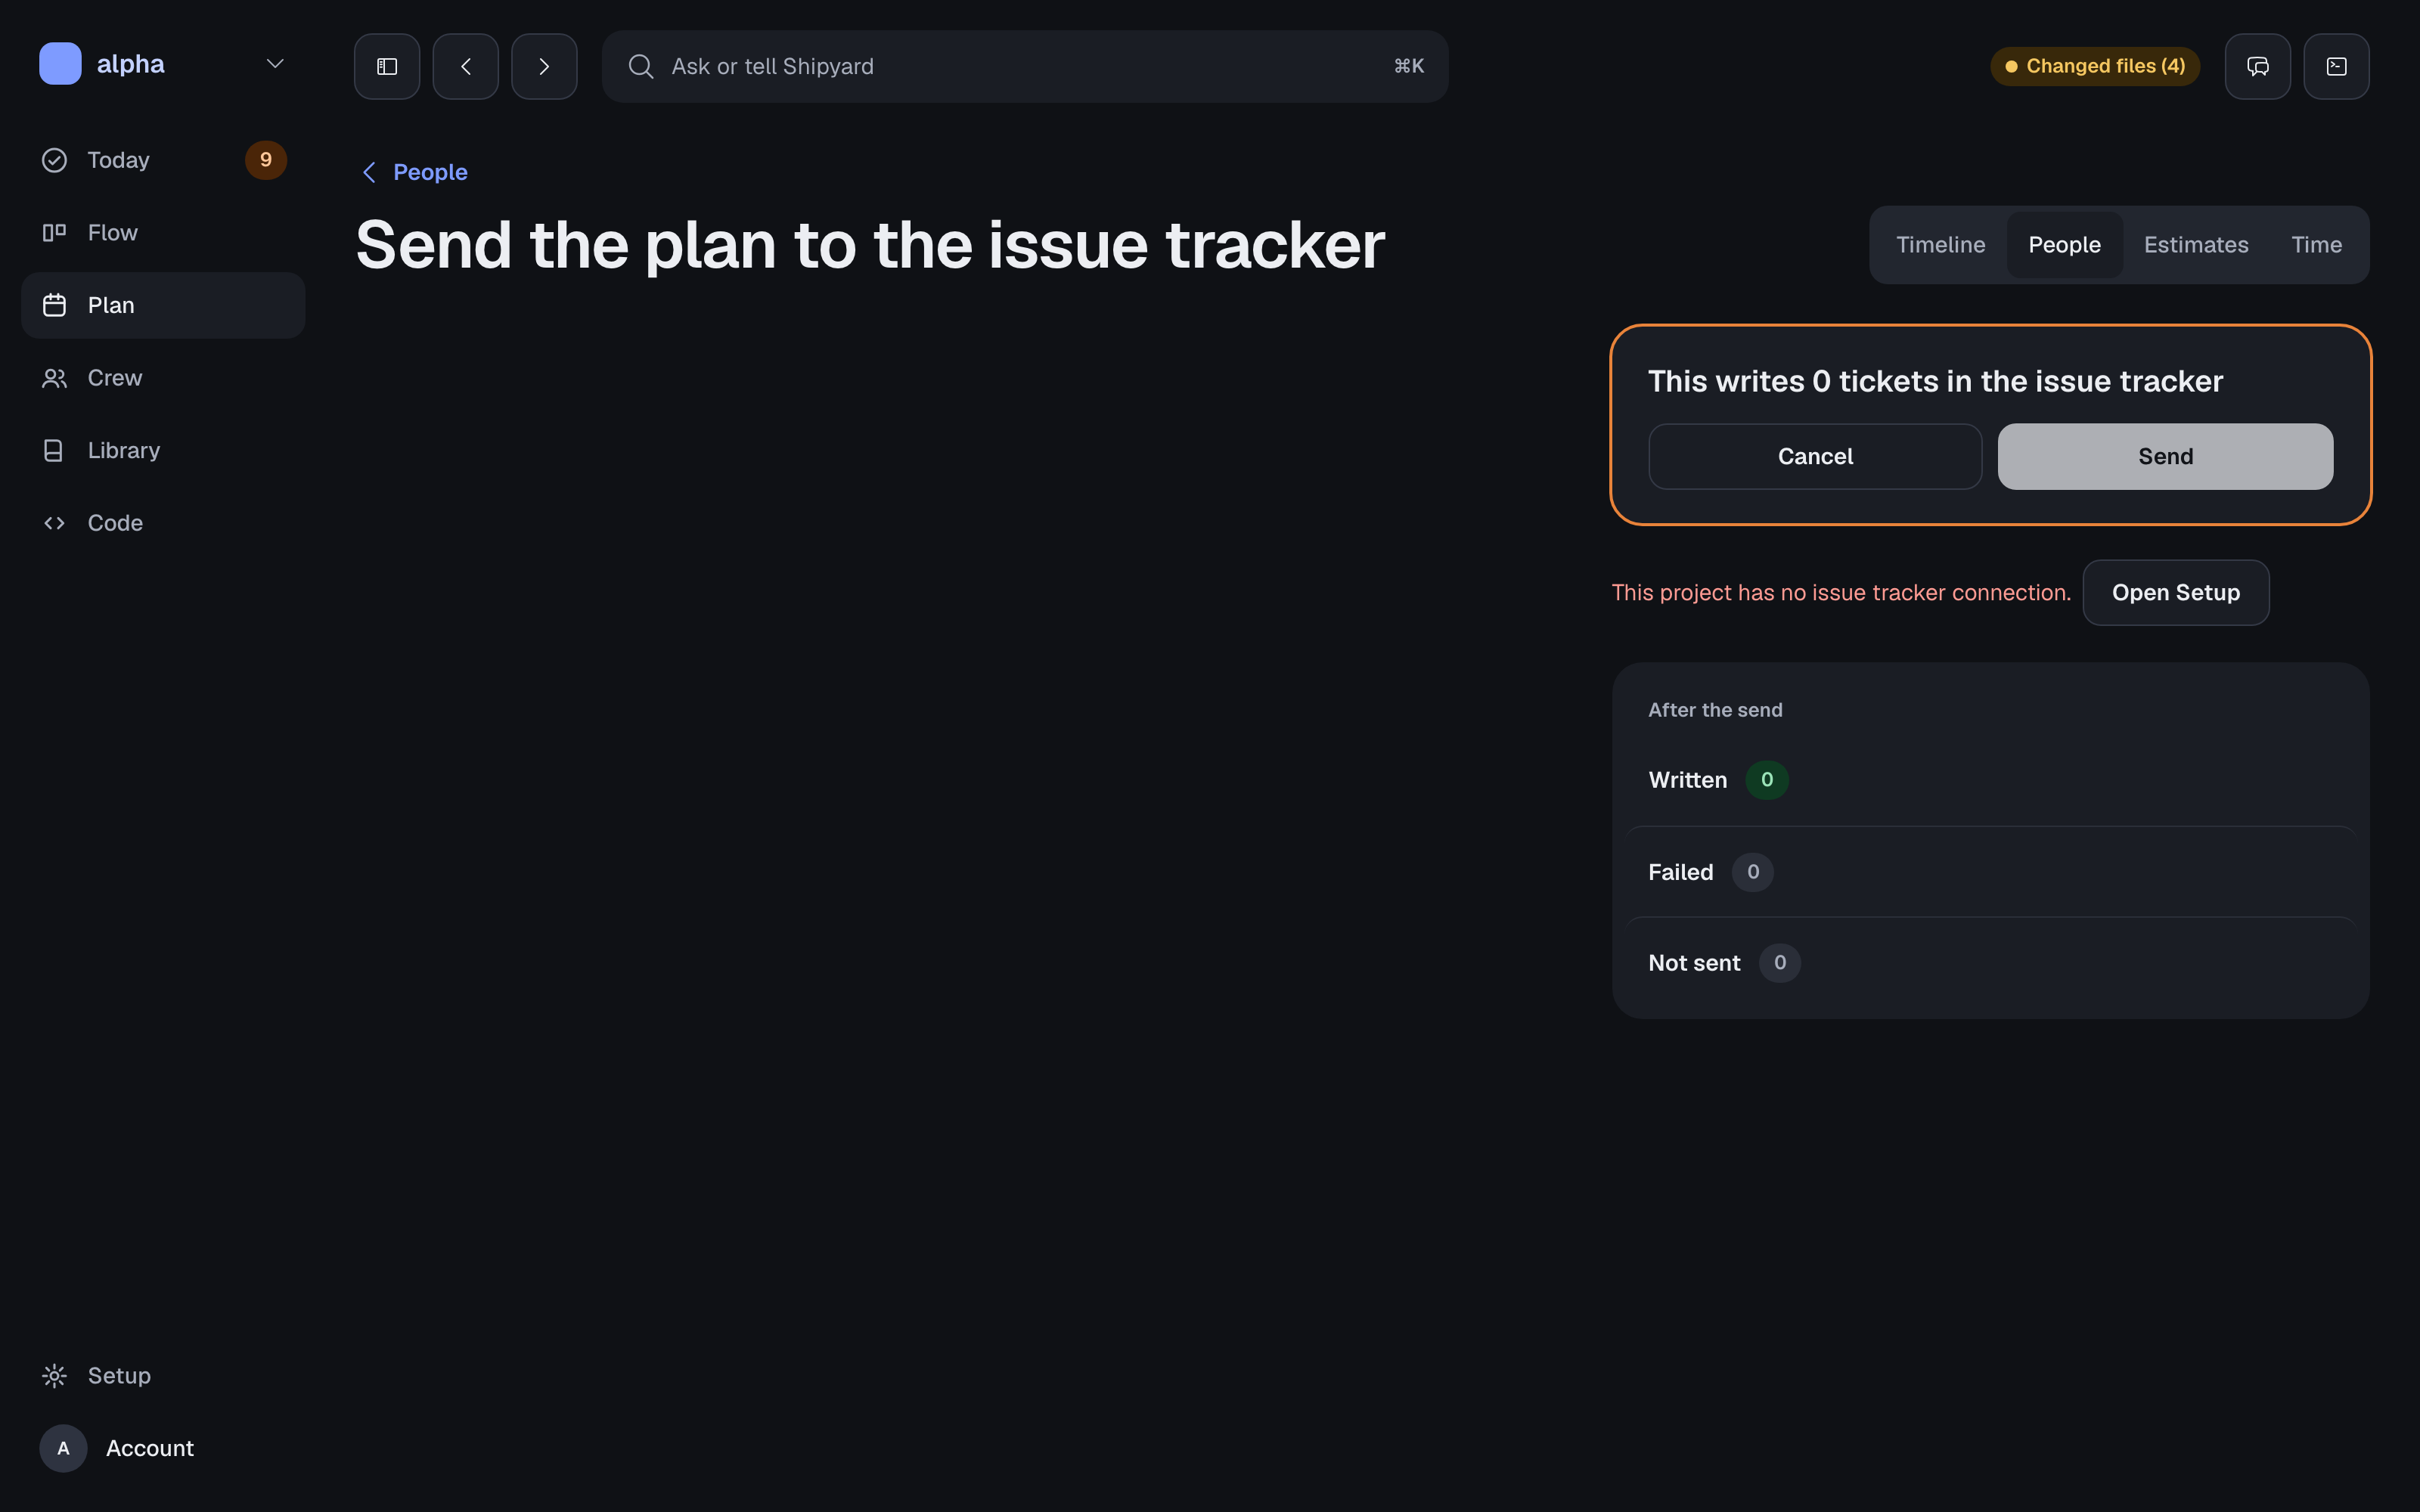 alpha
Ask or tell Shipyard
⌘K
Changed files (4)
Today
9
Flow
Plan
Crew
Library
Code
People
Send the plan to the issue tracker
Timeline
People
Estimates
Time
This writes 0 tickets in the issue tracker
Cancel
Send
This project has no issue tracker connection.
Open Setup
After the send
Written 0
Failed 0
Not sent 0
Setup
A
Account